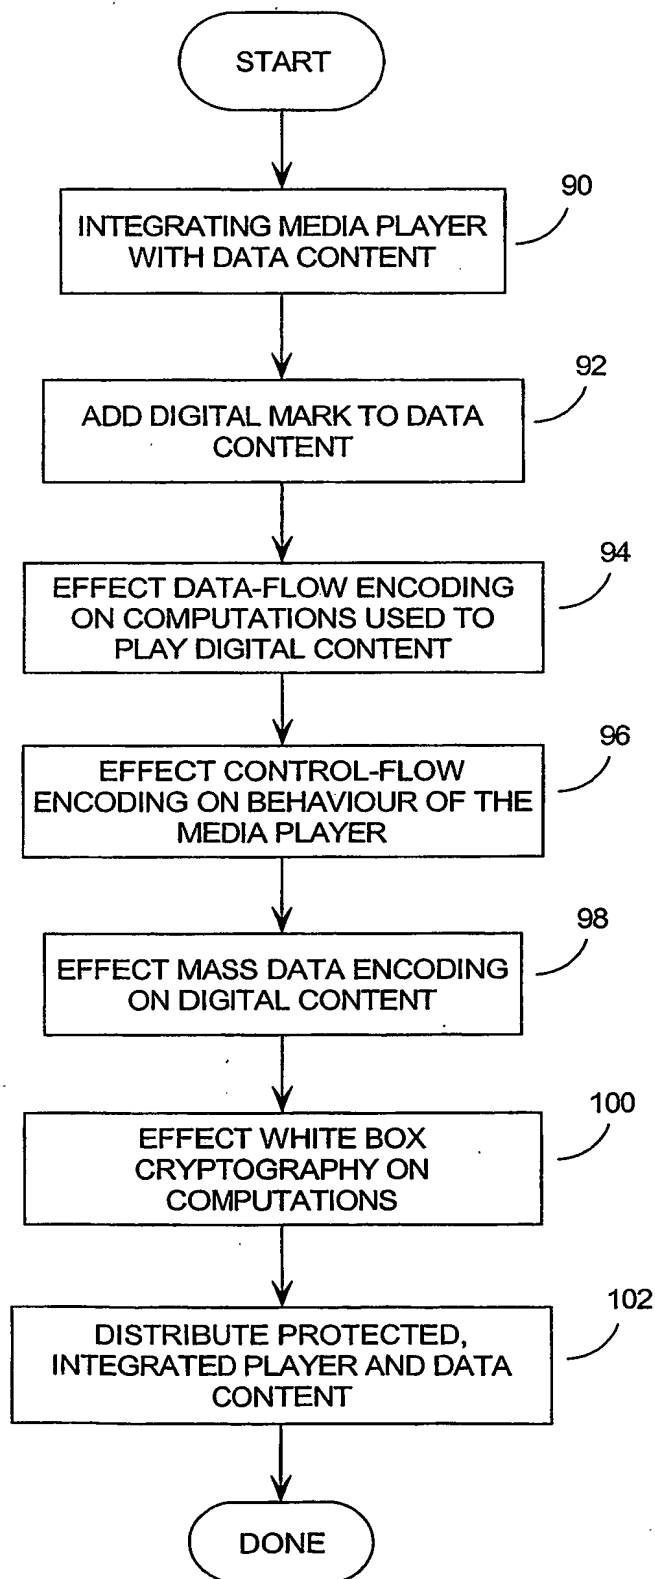 START
90
INTEGRATING MEDIA PLAYER
WITH DATA CONTENT
92
ADD DIGITAL MARK TO DATA
CONTENT
94
EFFECT DATA-FLOW ENCODING
ON COMPUTATIONS USED TO
PLAY DIGITAL CONTENT
96
EFFECT CONTROL-FLOW
ENCODING ON BEHAVIOUR OF THE
MEDIA PLAYER
98
EFFECT MASS DATA ENCODING
ON DIGITAL CONTENT
100
EFFECT WHITE BOX
CRYPTOGRAPHY ON
COMPUTATIONS
102
DISTRIBUTE PROTECTED,
INTEGRATED PLAYER AND DATA
CONTENT
DONE